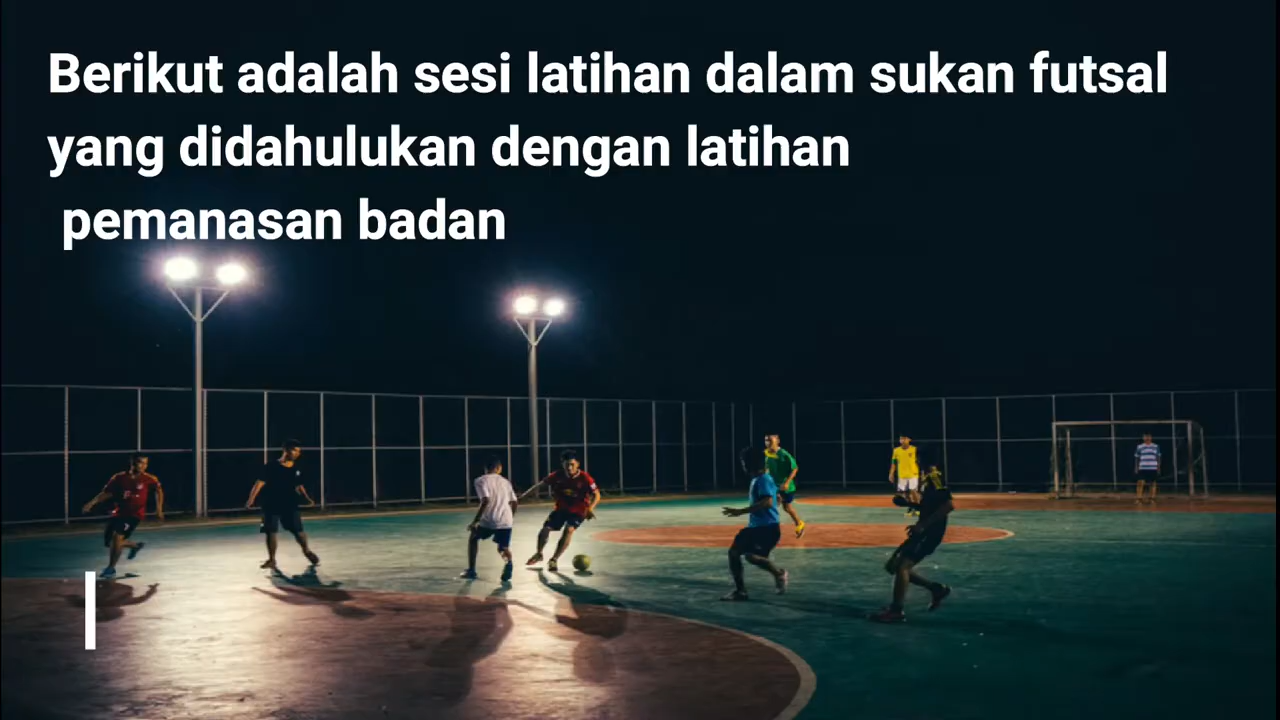 Berikut adalah sesi latihan dalam sukan futsal
yang didahulukan dengan latihan
pemanasan badan